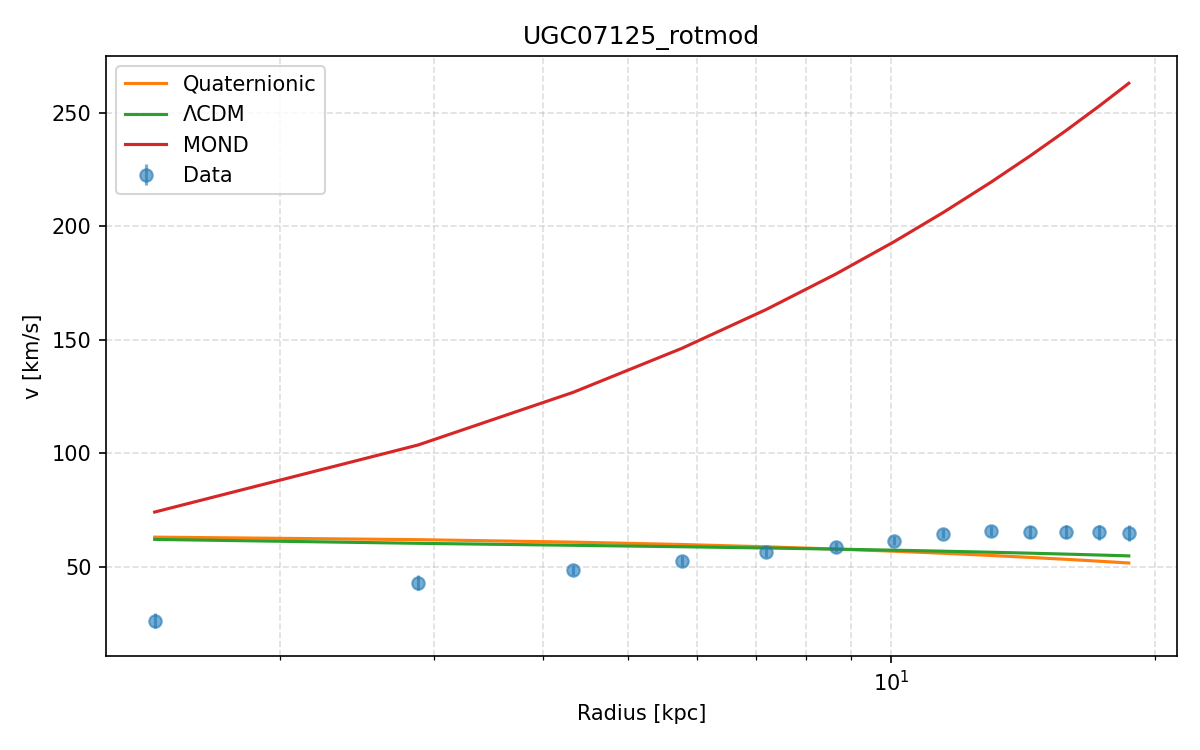 UGC07125_rotmod
Quaternionic
ΛCDM
MOND
Data
250
200
150
100
50
v [km/s]
10¹
Radius [kpc]